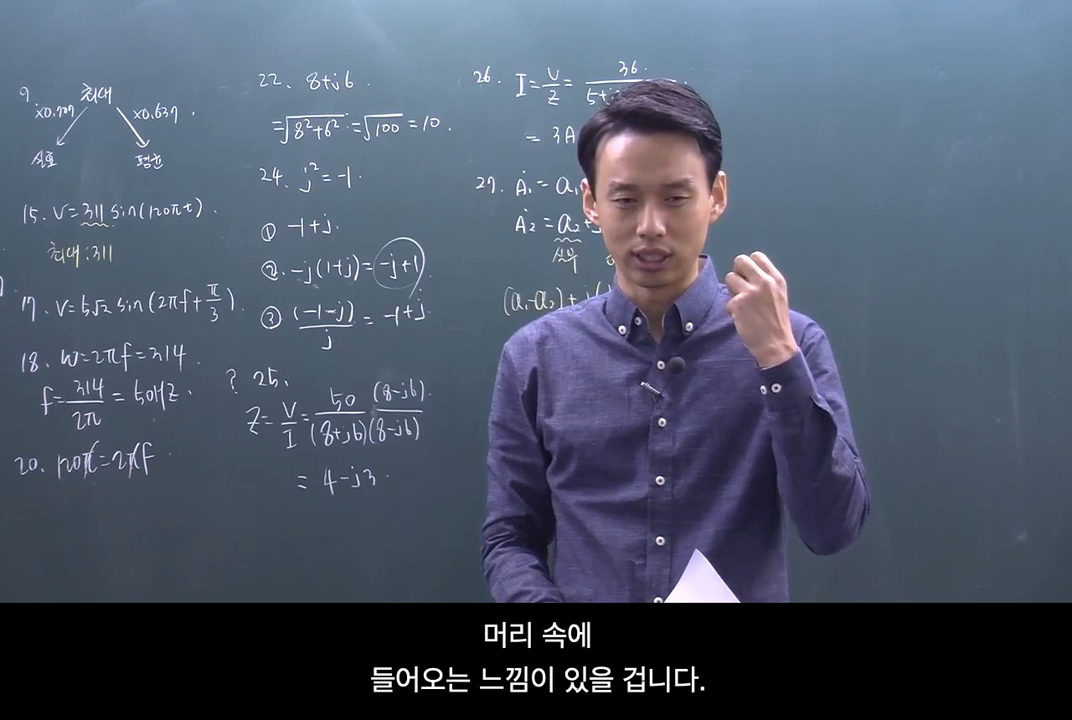 9. 최대
×0.707 ×0.637.
실효 평균
15. V=311 sin(120πt).
최대:311
17. V=5√2 sin(2πf+π/3).
18. W=2πf=314.
f=314/2π=50Hz.
20. 120π=2πf.
22. 8+j6.
=√8²+6²=√100=10.
24. j²=-1.
① -1+j.
②. -j(1+j)=-j+1
③ (-1-j)/j=-1+j.
? 25.
Z=V/I=50(8-j6)/(8+j6)(8-j6)
=4-j3.
26. I=V/Z=36.
= 3A
27. Ȧ₁=a₁
Ȧ₂=a₂+j
실수
(a₁-a₂)+j(
머리 속에
들어오는 느낌이 있을 겁니다.